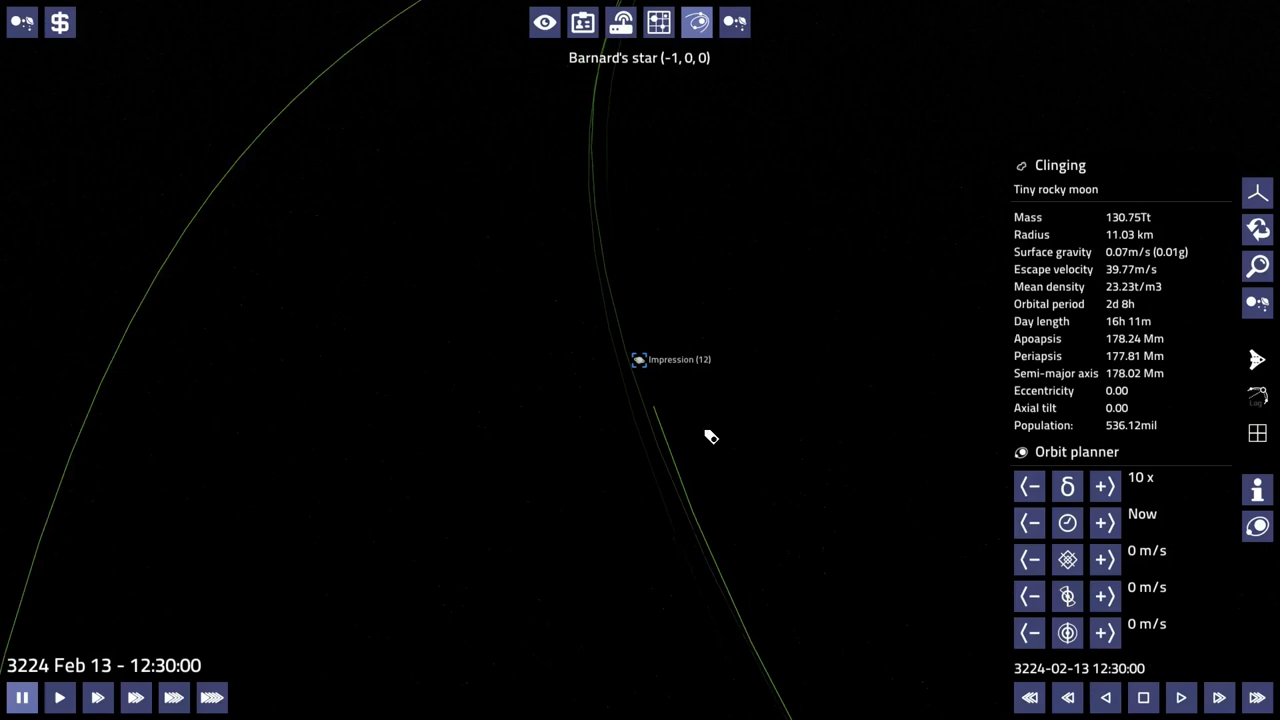 Barnard's star (-1, 0, 0)
Clinging
Tiny rocky moon
Mass 130.75Tt
Radius 11.03 km
Surface gravity 0.07m/s (0.01g)
Escape velocity 39.77m/s
Mean density 23.23t/m3
Orbital period 2d 8h
Day length 16h 11m
Apoapsis 178.24 Mm
Periapsis 177.81 Mm
Semi-major axis 178.02 Mm
Eccentricity 0.00
Axial tilt 0.00
Population: 536.12mil
Impression (12)
Lag
Orbit planner
10 x
Now
0 m/s
0 m/s
0 m/s
3224-02-13 12:30:00
3224 Feb 13 - 12:30:00